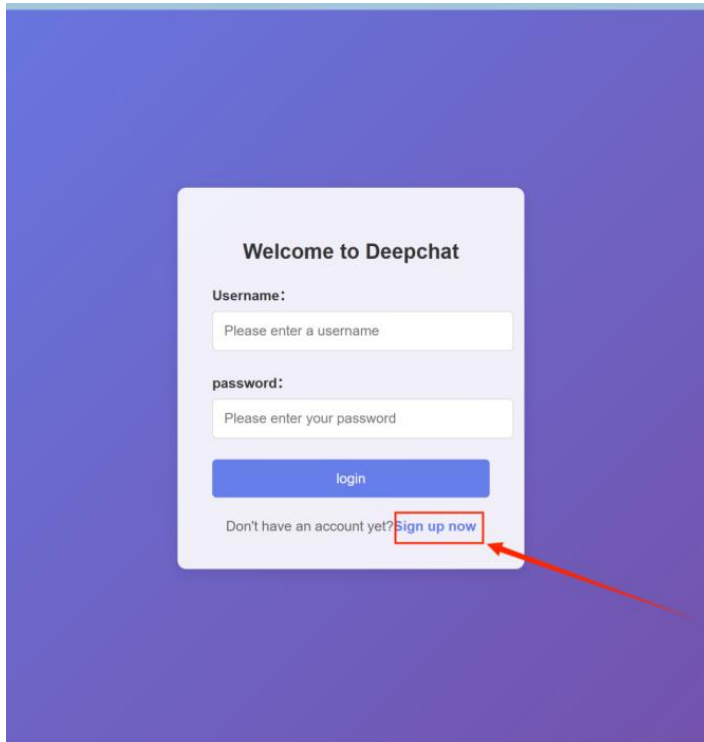 Welcome to Deepchat
Username：
Please enter a username
password：
Please enter your password
login
Don't have an account yet?Sign up now